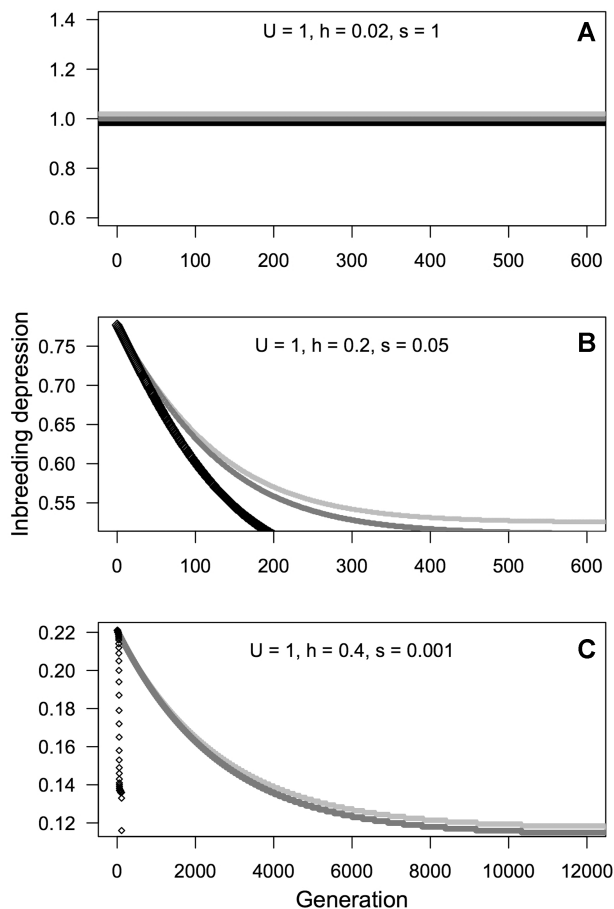 U = 1, h = 0.02, s = 1
A
1.4
1.2
1.0
0.8
0.6
0 100 200 300 400 500 600
Inbreeding depression
U = 1, h = 0.2, s = 0.05
B
0.75
0.70
0.65
0.60
0.55
0 100 200 300 400 500 600
U = 1, h = 0.4, s = 0.001
C
0.22
0.20
0.18
0.16
0.14
0.12
0 2000 4000 6000 8000 10000 12000
Generation